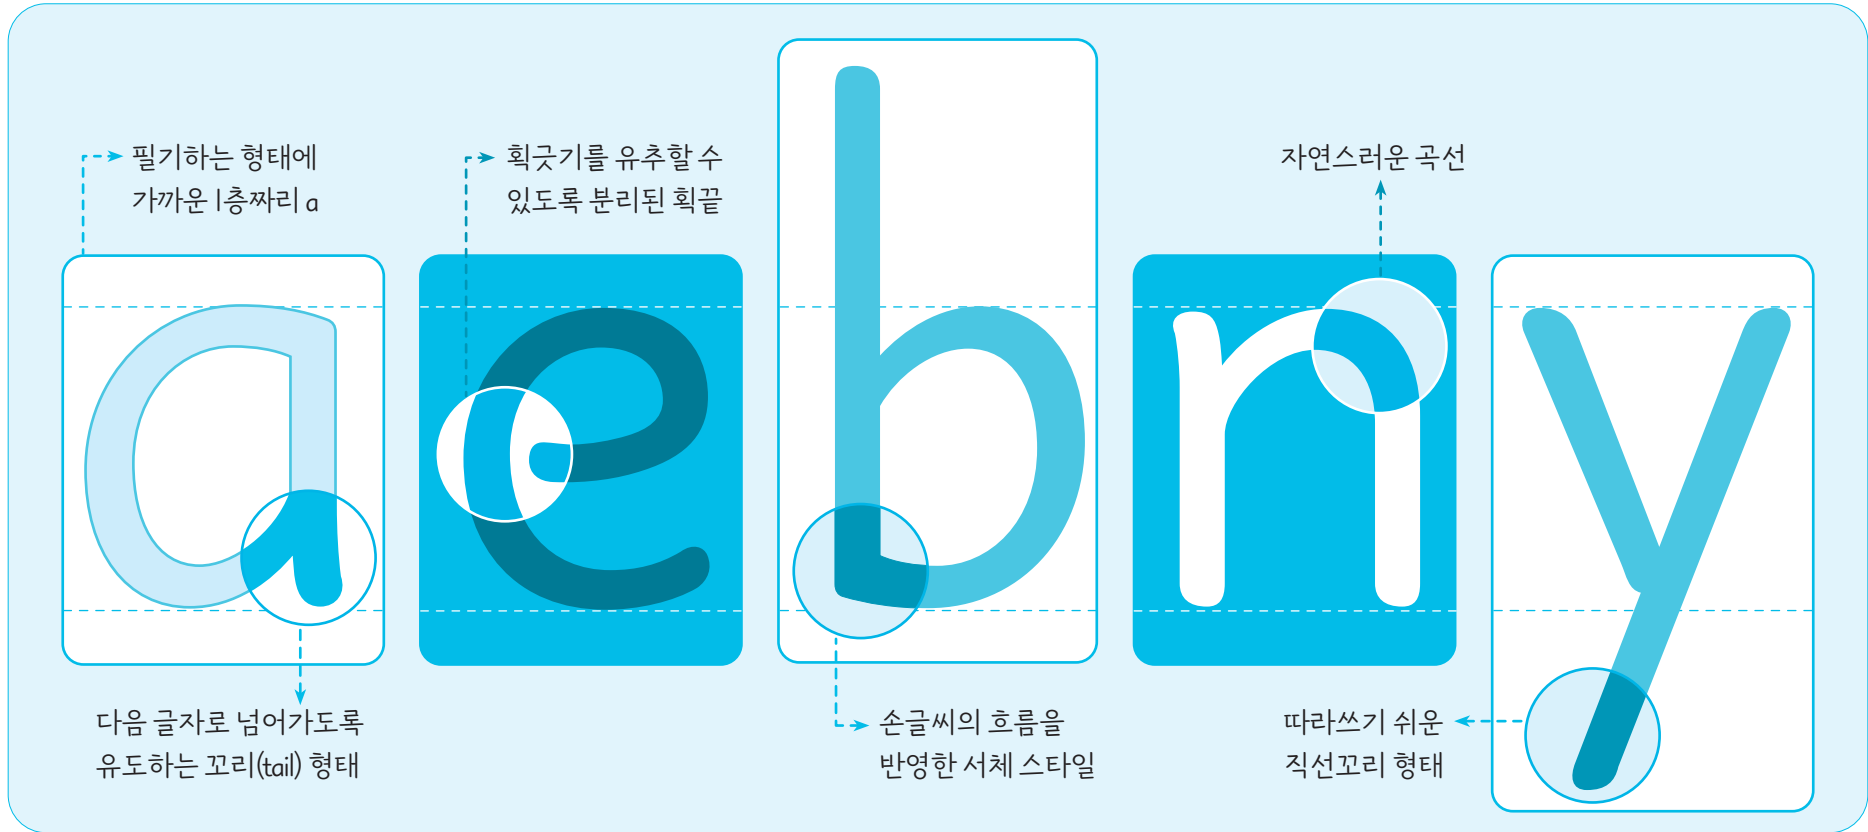 필기하는 형태에
가까운 1층짜리 a
획긋기를 유추할 수
있도록 분리된 획끝
자연스러운 곡선
a e b n y
다음 글자로 넘어가도록
유도하는 꼬리(tail) 형태
손글씨의 흐름을
반영한 서체 스타일
따라쓰기 쉬운
직선꼬리 형태